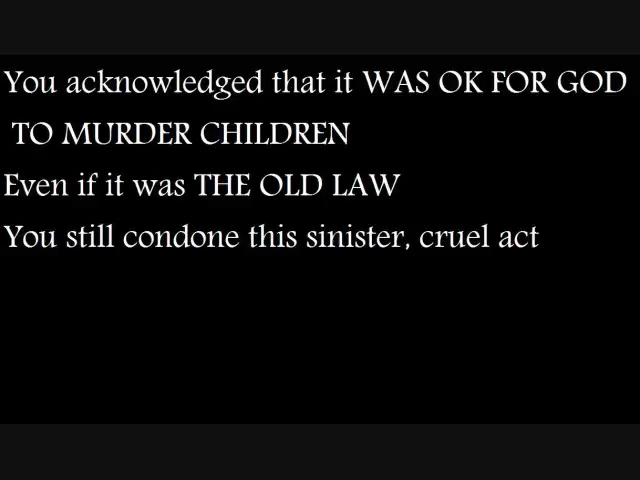 You acknowledged that it WAS OK FOR GOD
TO MURDER CHILDREN
Even if it was THE OLD LAW
You still condone this sinister, cruel act